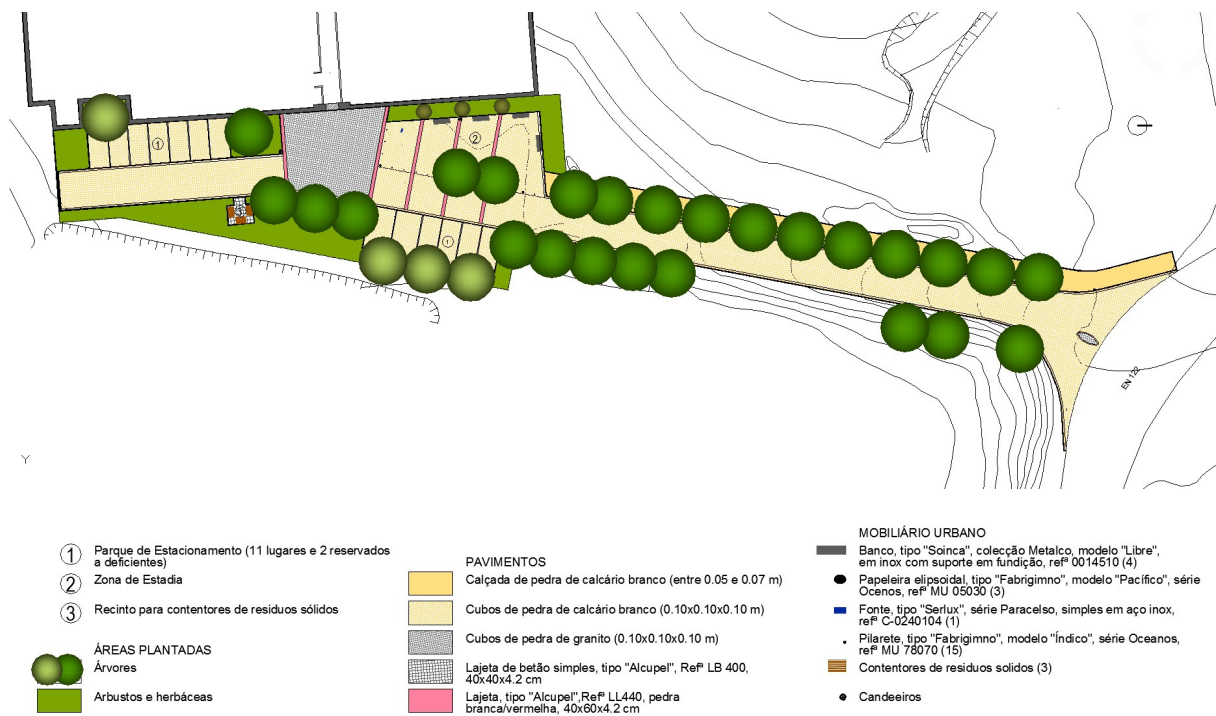 1
2
3
1
EN 122
Y
1 Parque de Estacionamento (11 lugares e 2 reservados
a deficientes)
2 Zona de Estadia
3 Recinto para contentores de residuos sólidos
ÁREAS PLANTADAS
Árvores
Arbustos e herbáceas
PAVIMENTOS
Calçada de pedra de calcário branco (entre 0.05 e 0.07 m)
Cubos de pedra de calcário branco (0.10x0.10x0.10 m)
Cubos de pedra de granito (0.10x0.10x0.10 m)
Lajeta de betão simples, tipo "Alcupel", Refª LB 400,
40x40x4.2 cm
Lajeta, tipo "Alcupel",Refª LL440, pedra
branca/vermelha, 40x60x4.2 cm
MOBILIÁRIO URBANO
Banco, tipo "Soinca", colecção Metalco, modelo "Libre",
em inox com suporte em fundição, refª 0014510 (4)
Papeleira elipsoidal, tipo "Fabrigimno", modelo "Pacífico", série
Ocenos, refª MU 05030 (3)
Fonte, tipo "Serlux", série Paracelso, simples em aço inox,
refª C-0240104 (1)
Pilarete, tipo "Fabrigimno", modelo "Índico", série Oceanos,
refª MU 78070 (15)
Contentores de residuos solidos (3)
Candeeiros